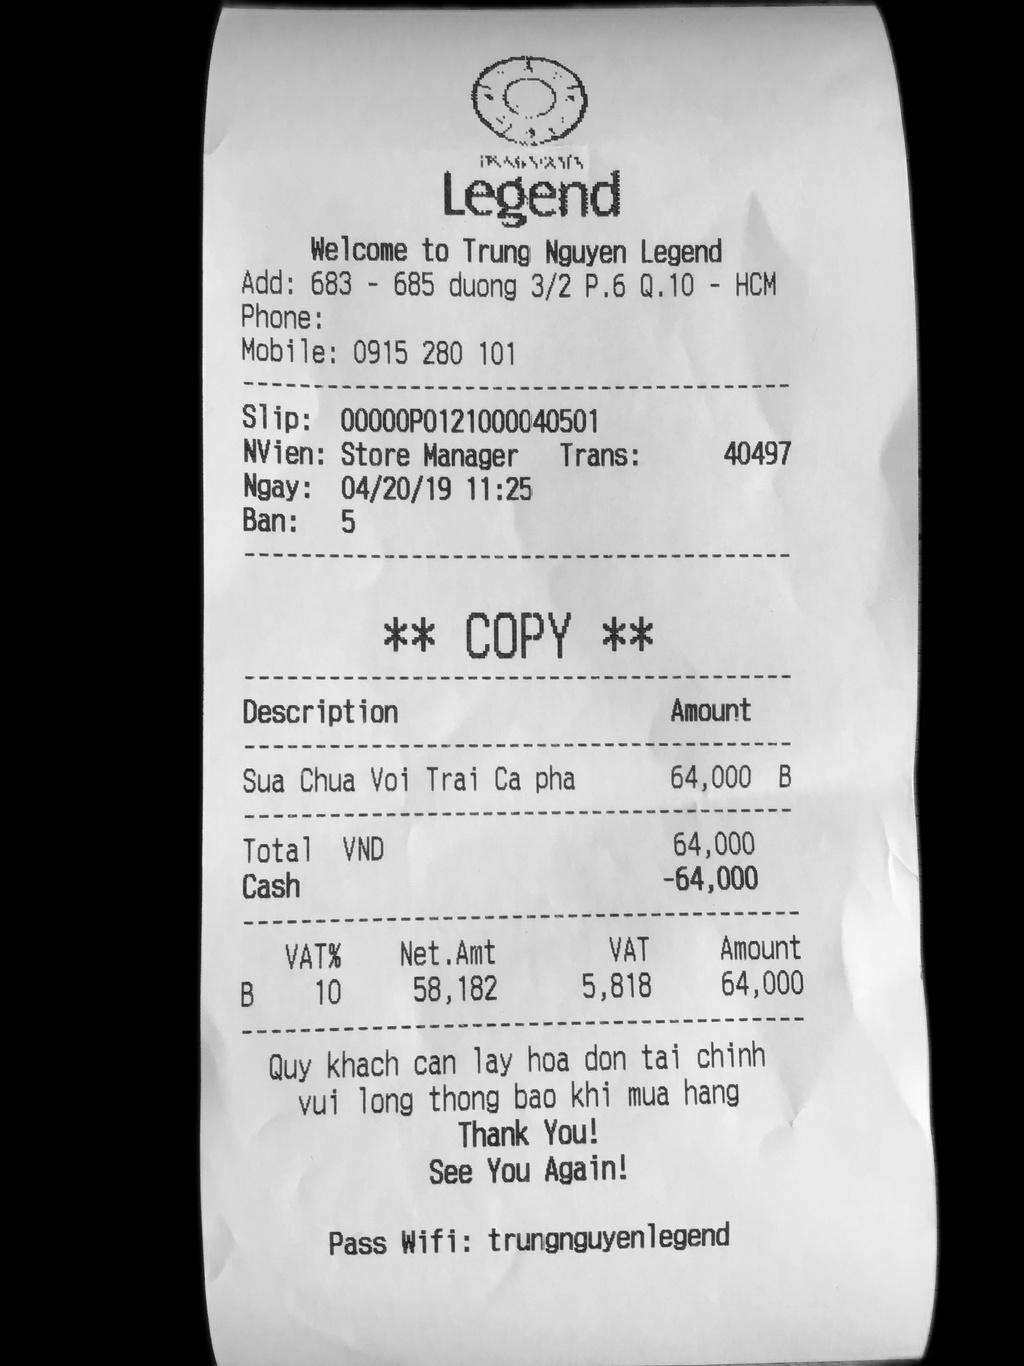 Legend
Welcome to Trung Nguyen Legend
Add: 683 - 685 duong 3/2 P.6 Q.10 - HCM
Phone:
Mobile: 0915 280 101
Slip: 00000P0121000040501
NVien: Store Manager Trans: 40497
Ngay: 04/20/19 11:25
Ban: 5
** COPY **
Description Amount
Sua Chua Voi Trai Ca pha 64,000 B
Total VND 64,000
Cash -64,000
VAT% Net.Amt VAT Amount
B 10 58,182 5,818 64,000
Quy khach can lay hoa don tai chinh
vui long thong bao khi mua hang
Thank You!
See You Again!
Pass Wifi: trungnguyenlegend